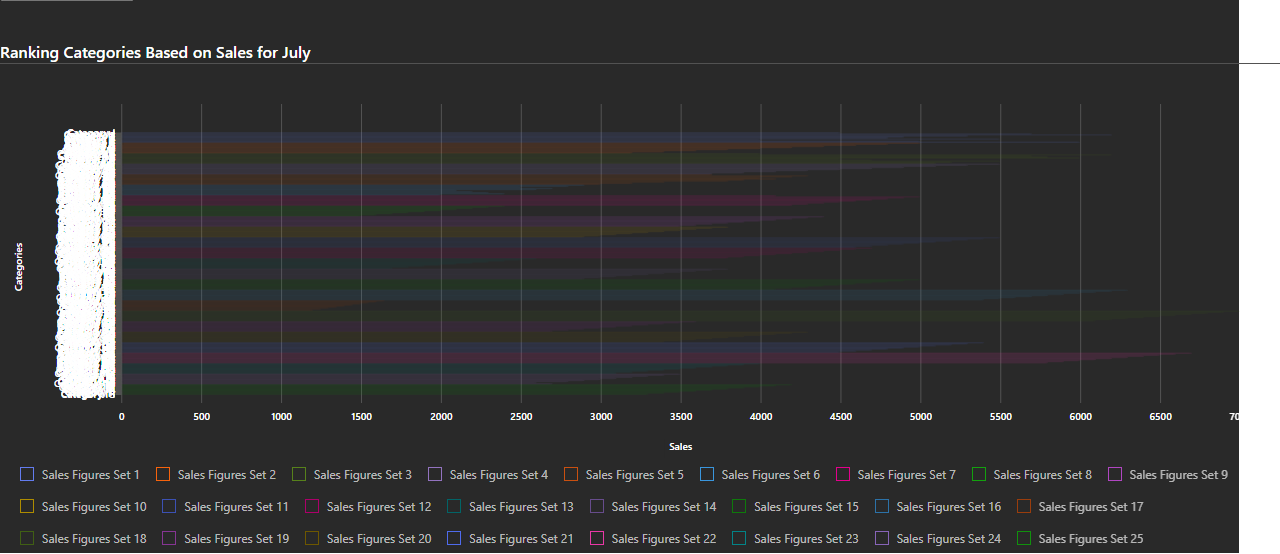 Ranking Categories Based on Sales for July
Categories
0 500 1000 1500 2000 2500 3000 3500 4000 4500 5000 5500 6000 6500
Sales
Sales Figures Set 1 Sales Figures Set 2 Sales Figures Set 3 Sales Figures Set 4 Sales Figures Set 5 Sales Figures Set 6 Sales Figures Set 7 Sales Figures Set 8 Sales Figures Set 9
Sales Figures Set 10 Sales Figures Set 11 Sales Figures Set 12 Sales Figures Set 13 Sales Figures Set 14 Sales Figures Set 15 Sales Figures Set 16 Sales Figures Set 17
Sales Figures Set 18 Sales Figures Set 19 Sales Figures Set 20 Sales Figures Set 21 Sales Figures Set 22 Sales Figures Set 23 Sales Figures Set 24 Sales Figures Set 25